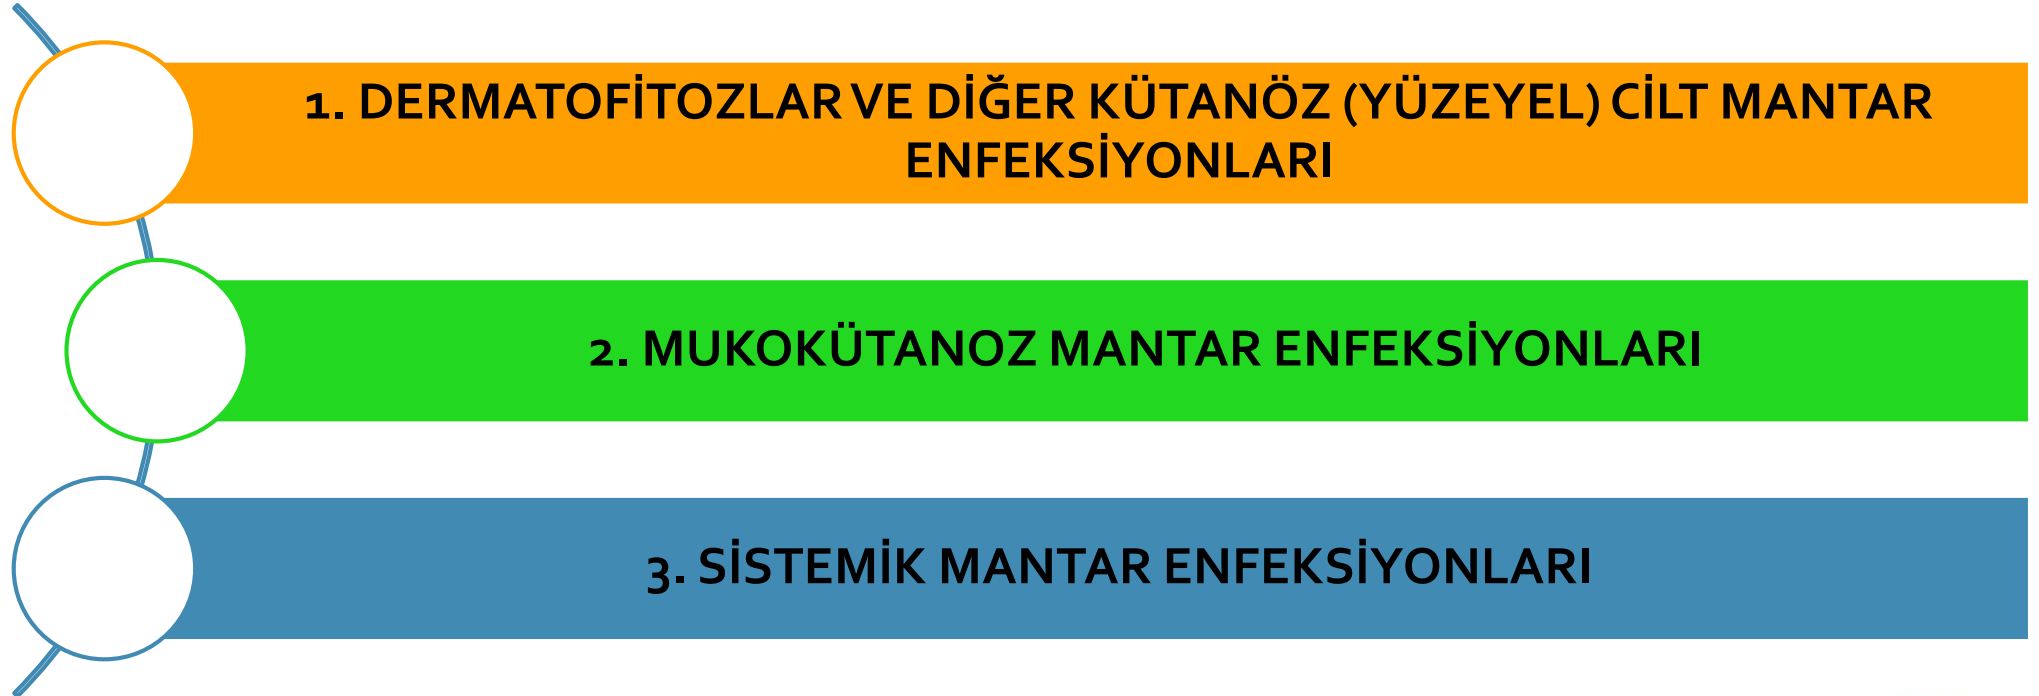 1. DERMATOFİTOZLAR VE DİĞER KÜTANÖZ (YÜZEYEL) CİLT MANTAR
ENFEKSİYONLARI
2. MUKOKÜTANOZ MANTAR ENFEKSİYONLARI
3. SİSTEMİK MANTAR ENFEKSİYONLARI